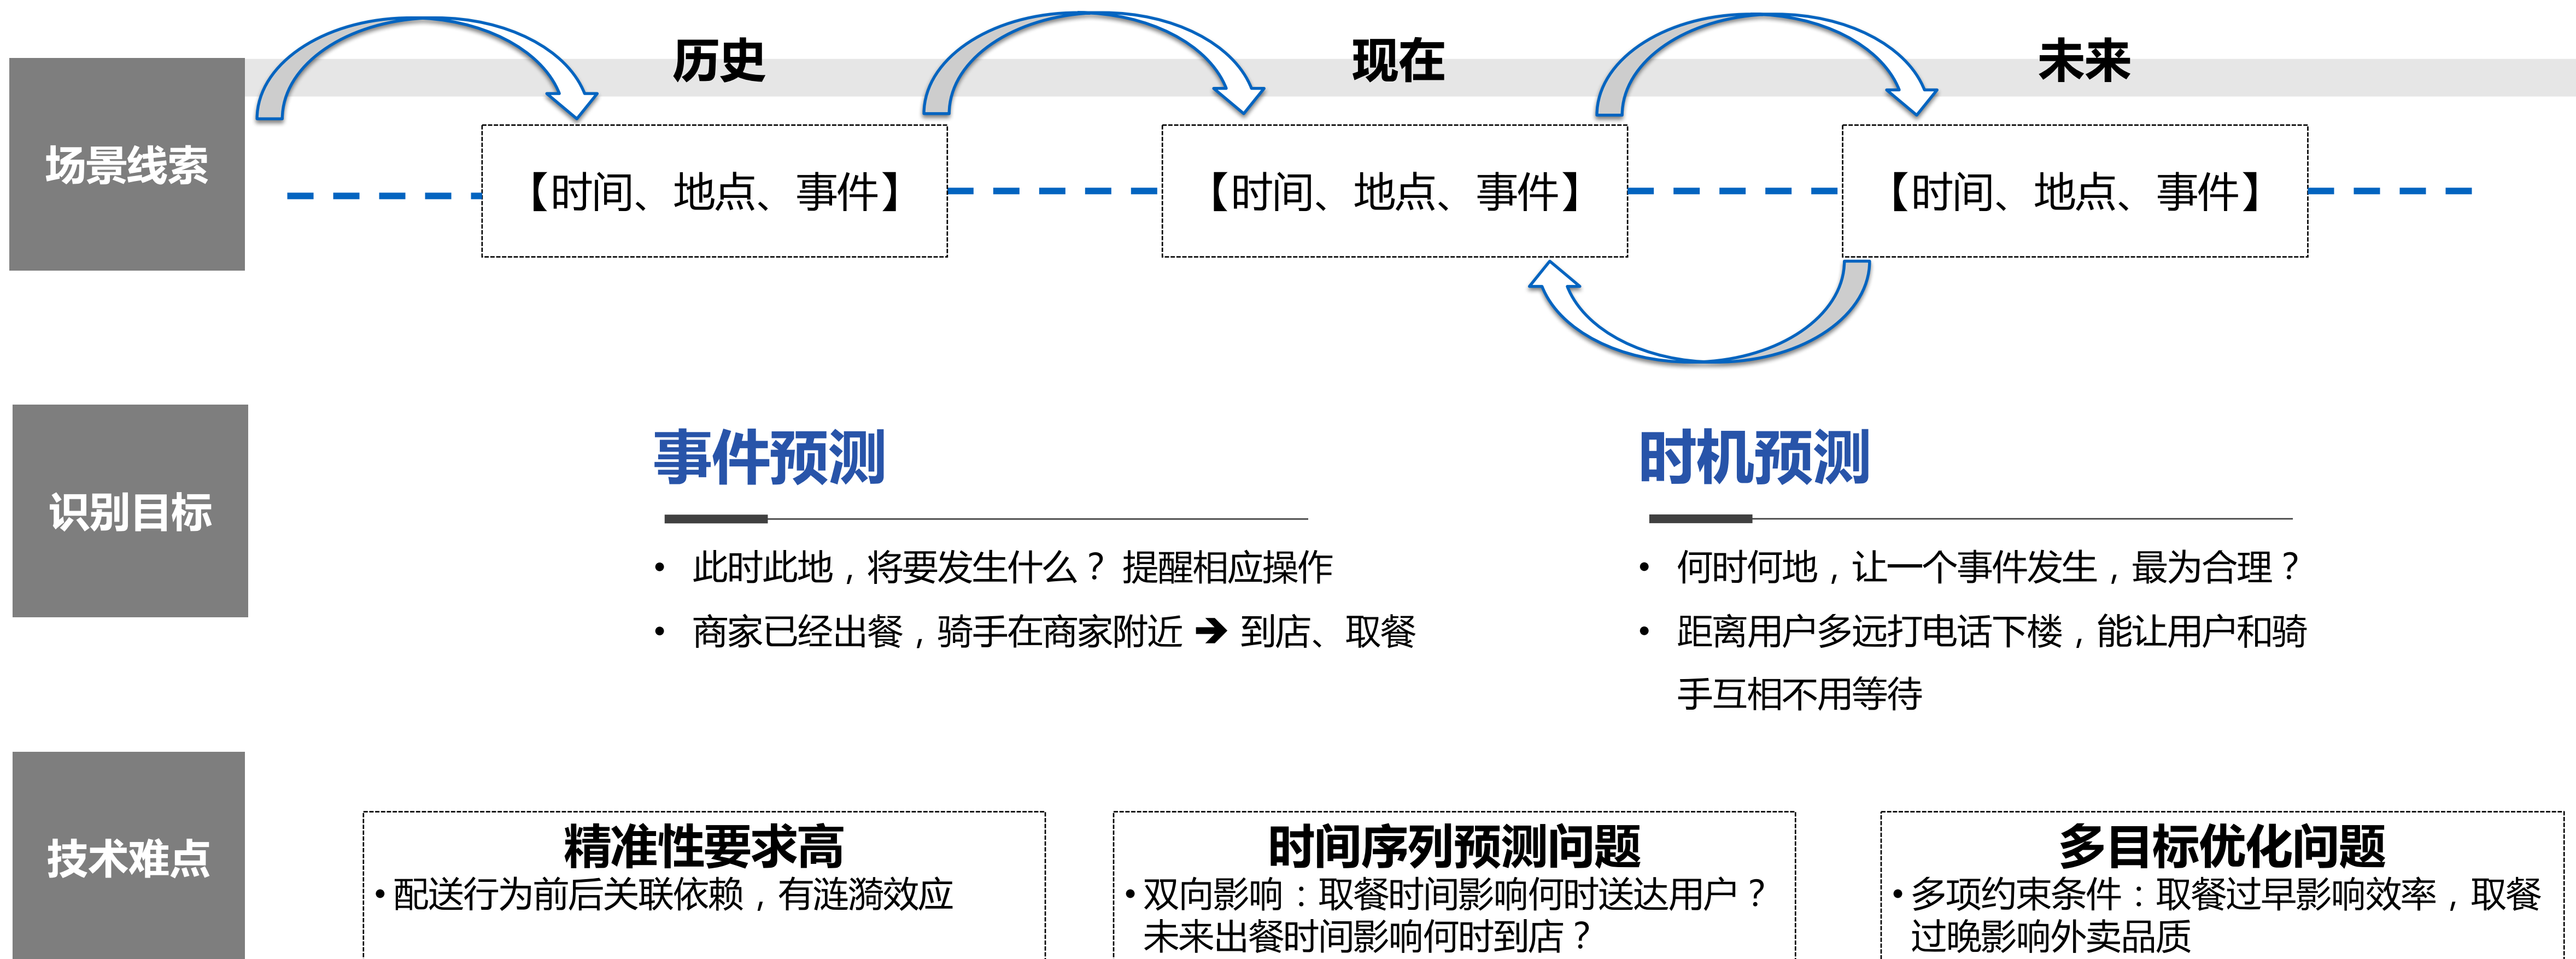 历史
现在
未来
场景线索
【时间、地点、事件】
【时间、地点、事件】
【时间、地点、事件】
识别目标
事件预测
• 此时此地，将要发生什么？ 提醒相应操作
• 商家已经出餐，骑手在商家附近 ➔ 到店、取餐
时机预测
• 何时何地，让一个事件发生，最为合理？
• 距离用户多远打电话下楼，能让用户和骑
手互相不用等待
技术难点
精准性要求高
• 配送行为前后关联依赖，有涟漪效应
时间序列预测问题
• 双向影响：取餐时间影响何时送达用户？
未来出餐时间影响何时到店？
多目标优化问题
• 多项约束条件：取餐过早影响效率，取餐
过晚影响外卖品质